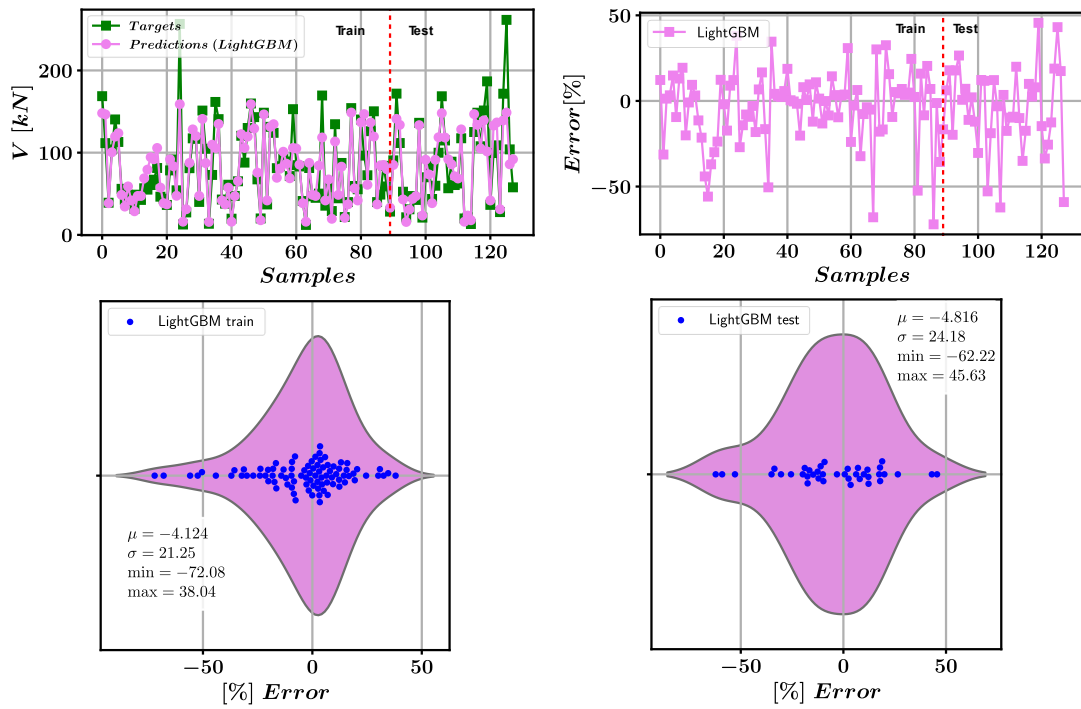 Targets
Predictions (LightGBM)
Train
Test
V [kN]
200
100
0
0 20 40 60 80 100 120
Samples
LightGBM
Train
Test
Error[%]
50
0
−50
0 20 40 60 80 100 120
Samples
LightGBM train
μ = −4.124
σ = 21.25
min = −72.08
max = 38.04
−50 0 50
[%] Error
LightGBM test
μ = −4.816
σ = 24.18
min = −62.22
max = 45.63
−50 0 50
[%] Error